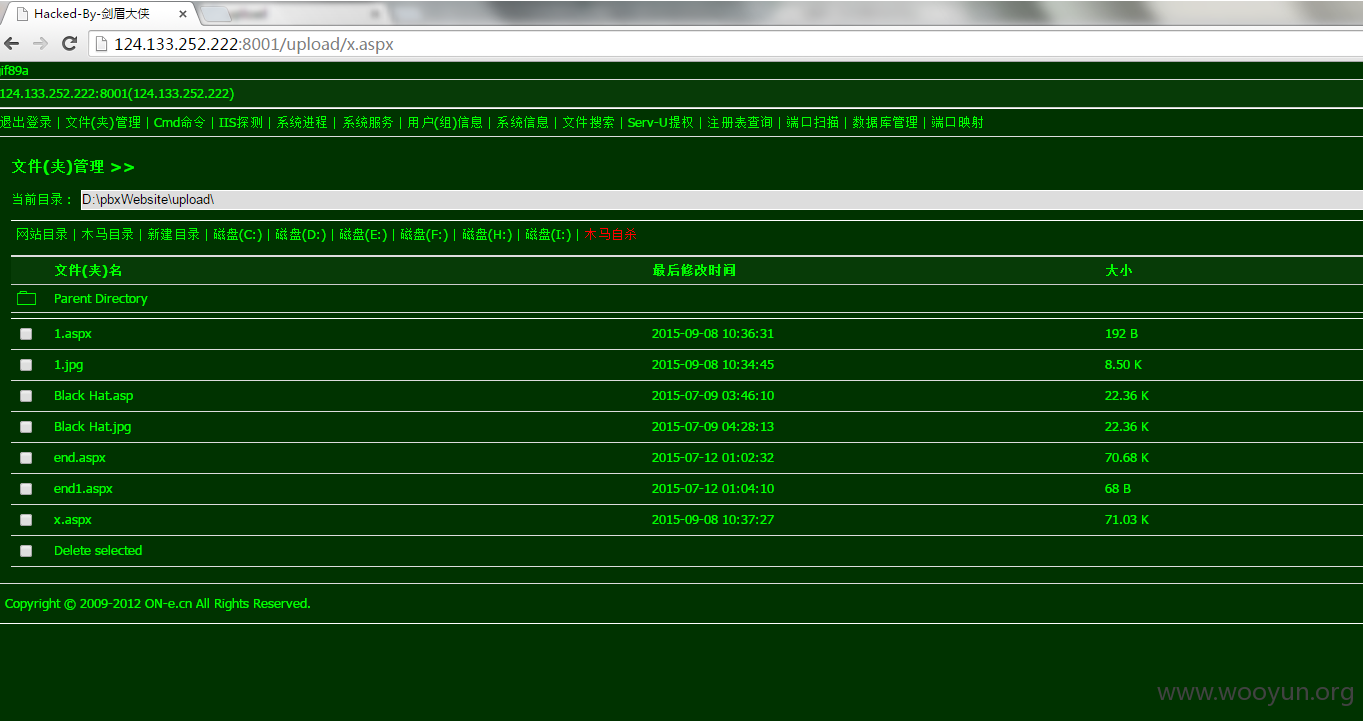 Hacked-By-剑眉大侠
124.133.252.222:8001/upload/x.aspx
if89a
124.133.252.222:8001(124.133.252.222)
退出登录 | 文件(夹)管理 | Cmd命令 | IIS探测 | 系统进程 | 系统服务 | 用户(组)信息 | 系统信息 | 文件搜索 | Serv-U提权 | 注册表查询 | 端口扫描 | 数据库管理 | 端口映射
文件(夹)管理 >>
当前目录： D:\pbxWebsite\upload\
网站目录 | 木马目录 | 新建目录 | 磁盘(C:) | 磁盘(D:) | 磁盘(E:) | 磁盘(F:) | 磁盘(H:) | 磁盘(I:) | 木马自杀
文件(夹)名 最后修改时间 大小
Parent Directory
1.aspx 2015-09-08 10:36:31 192 B
1.jpg 2015-09-08 10:34:45 8.50 K
Black Hat.asp 2015-07-09 03:46:10 22.36 K
Black Hat.jpg 2015-07-09 04:28:13 22.36 K
end.aspx 2015-07-12 01:02:32 70.68 K
end1.aspx 2015-07-12 01:04:10 68 B
x.aspx 2015-09-08 10:37:27 71.03 K
Delete selected
Copyright © 2009-2012 ON-e.cn All Rights Reserved.
www.wooyun.org